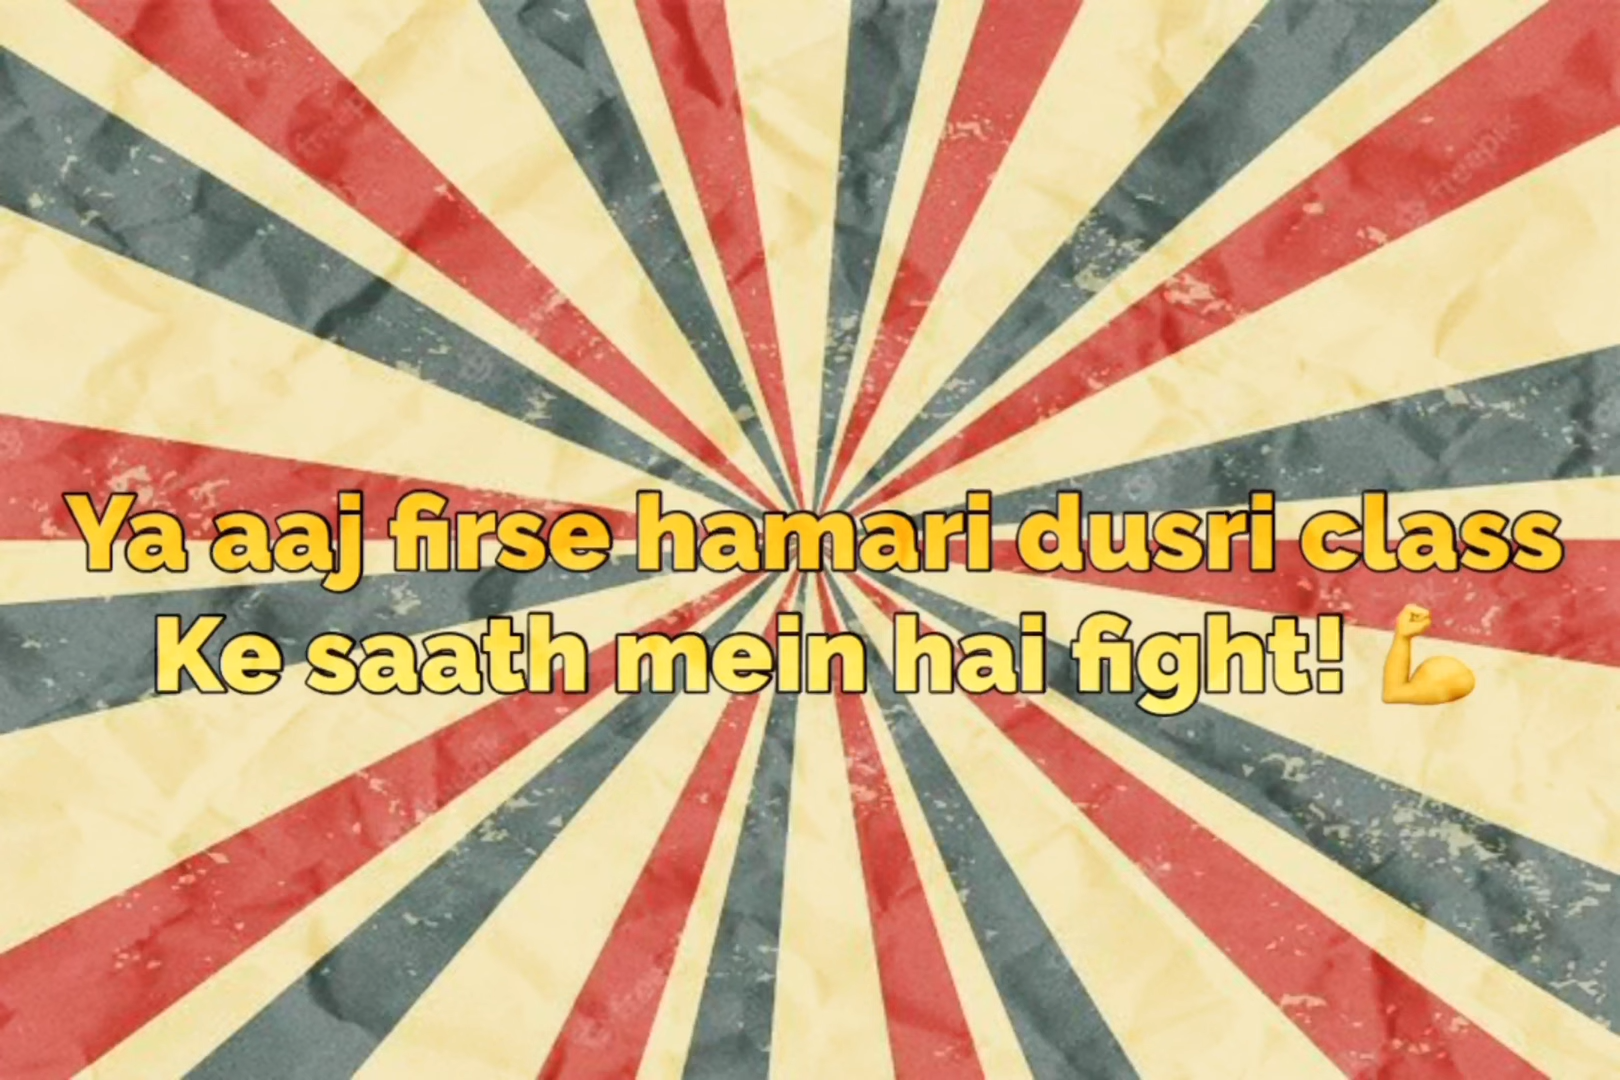 Ya aaj firse hamari dusri class
Ke saath mein hai fight! 💪